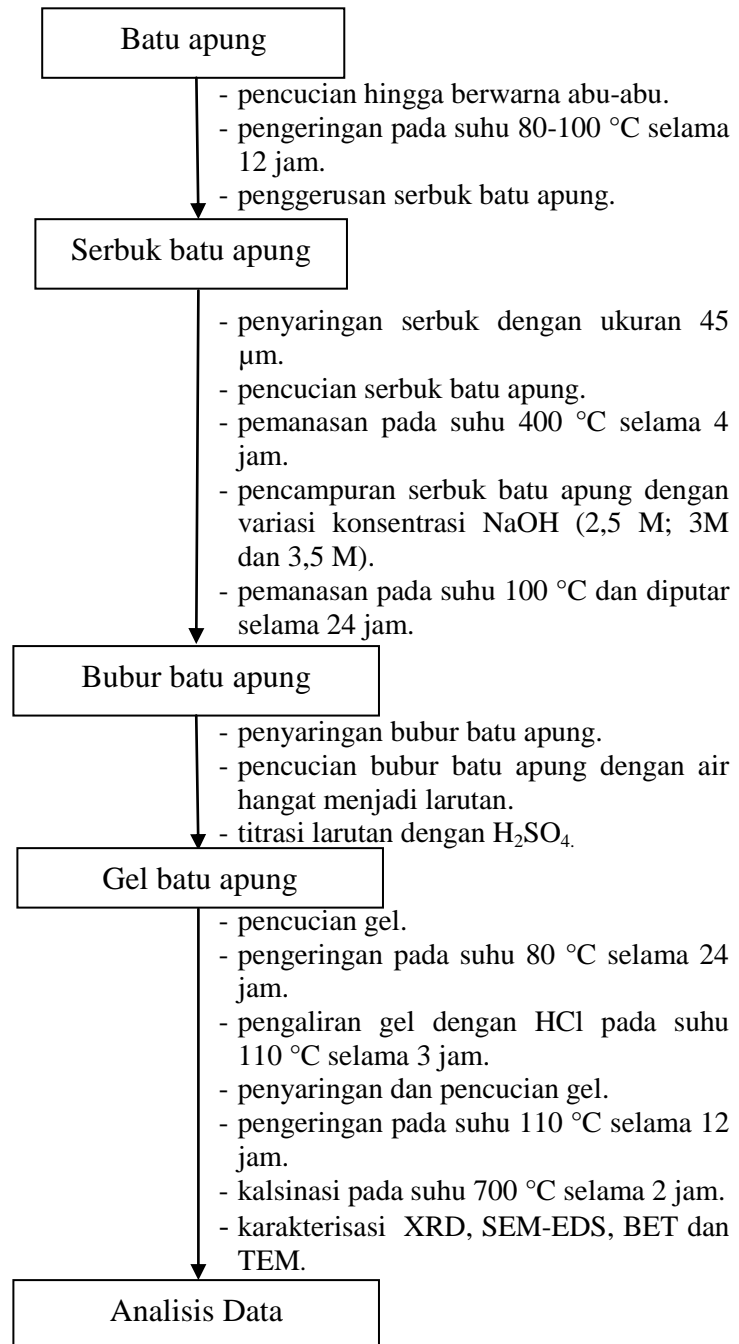 Batu apung
- pencucian hingga berwarna abu-abu.
- pengeringan pada suhu 80-100 °C selama
12 jam.
- penggerusan serbuk batu apung.
Serbuk batu apung
- penyaringan serbuk dengan ukuran 45
µm.
- pencucian serbuk batu apung.
- pemanasan pada suhu 400 °C selama 4
jam.
- pencampuran serbuk batu apung dengan
variasi konsentrasi NaOH (2,5 M; 3M
dan 3,5 M).
- pemanasan pada suhu 100 °C dan diputar
selama 24 jam.
Bubur batu apung
- penyaringan bubur batu apung.
- pencucian bubur batu apung dengan air
hangat menjadi larutan.
- titrasi larutan dengan H₂SO₄.
Gel batu apung
- pencucian gel.
- pengeringan pada suhu 80 °C selama 24
jam.
- pengaliran gel dengan HCl pada suhu
110 °C selama 3 jam.
- penyaringan dan pencucian gel.
- pengeringan pada suhu 110 °C selama 12
jam.
- kalsinasi pada suhu 700 °C selama 2 jam.
- karakterisasi XRD, SEM-EDS, BET dan
TEM.
Analisis Data